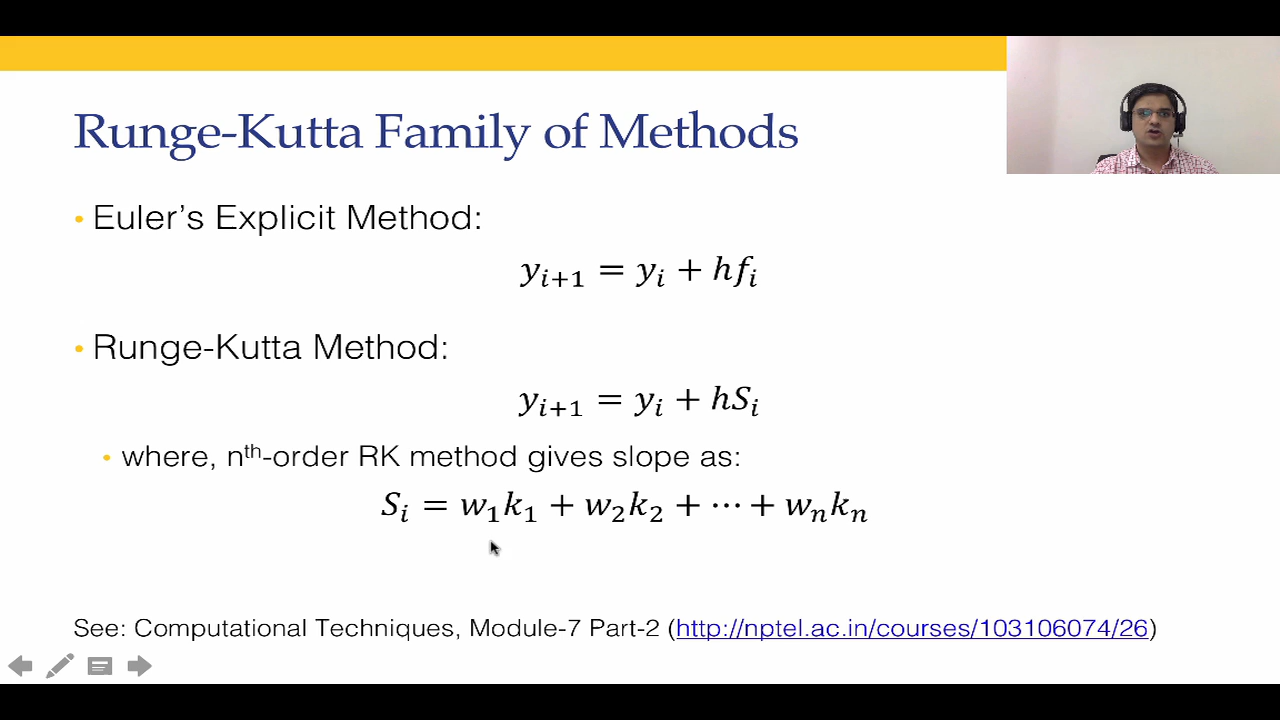 Runge-Kutta Family of Methods
• Euler's Explicit Method:
yᵢ₊₁ = yᵢ + hfᵢ
• Runge-Kutta Method:
yᵢ₊₁ = yᵢ + hSᵢ
• where, nᵗʰ-order RK method gives slope as:
Sᵢ = w₁k₁ + w₂k₂ + ⋯ + wₙkₙ
See: Computational Techniques, Module-7 Part-2 (http://nptel.ac.in/courses/103106074/26)